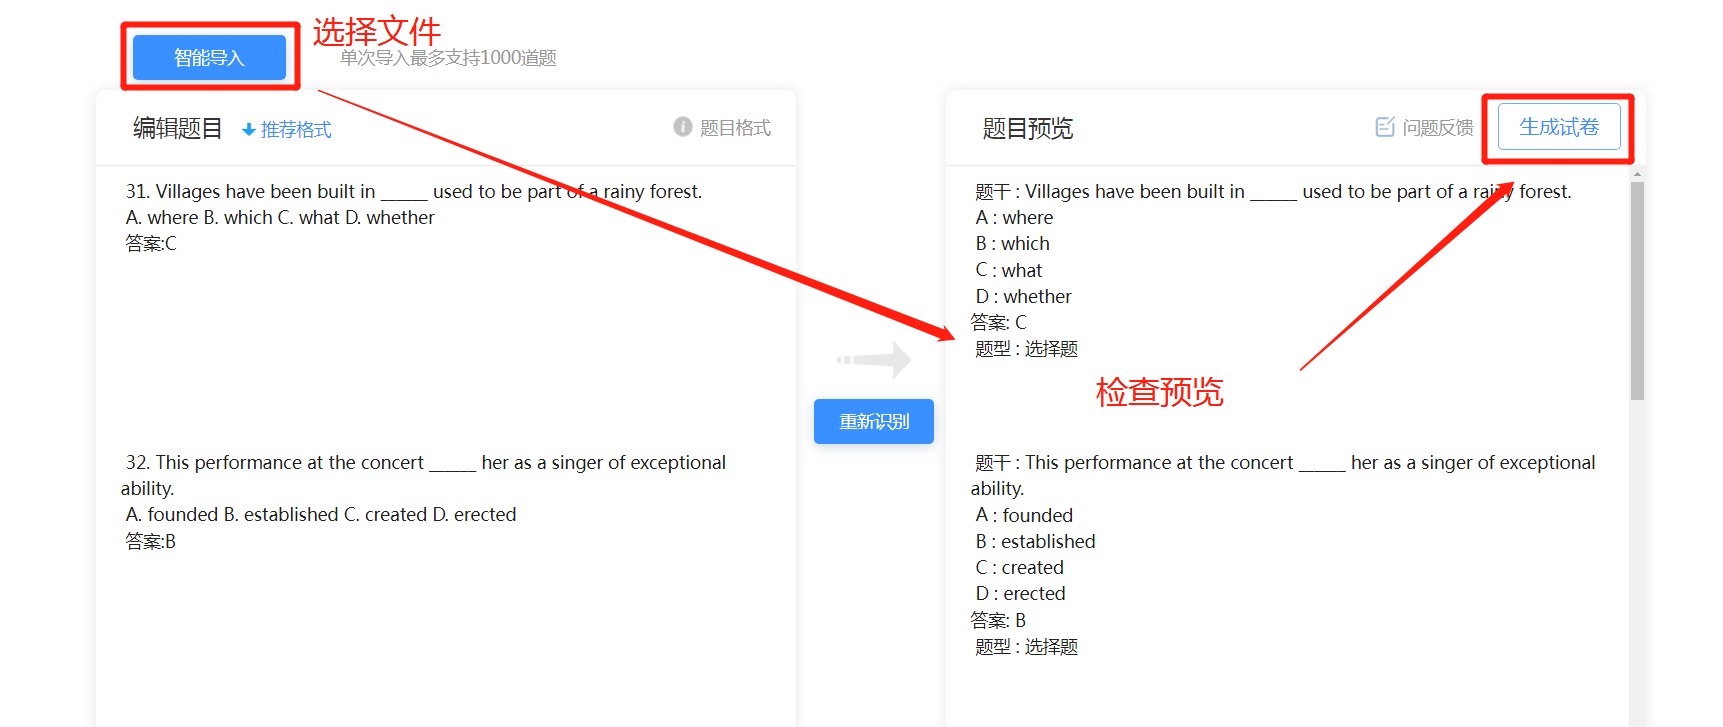 选择文件
智能导入
单次导入最多支持1000道题
编辑题目 推荐格式 题目格式
31. Villages have been built in _____ used to be part of a rainy forest.
A. where B. which C. what D. whether
答案:C
32. This performance at the concert _____ her as a singer of exceptional
ability.
A. founded B. established C. created D. erected
答案:B
重新识别
题目预览 问题反馈 生成试卷
题干 : Villages have been built in _____ used to be part of a rainy forest.
A : where
B : which
C : what
D : whether
答案: C
题型 : 选择题
检查预览
题干 : This performance at the concert _____ her as a singer of exceptional
ability.
A : founded
B : established
C : created
D : erected
答案: B
题型 : 选择题